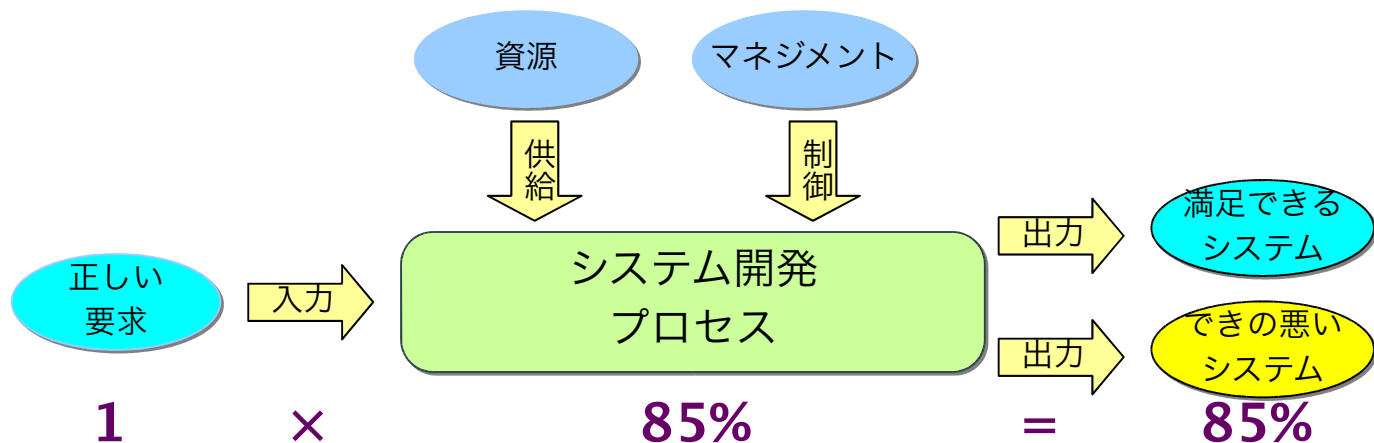 資源
マネジメント
供給
制御
正しい
要求
入力
システム開発
プロセス
出力
満足できる
システム
出力
できの悪い
システム
1 × 85% = 85%